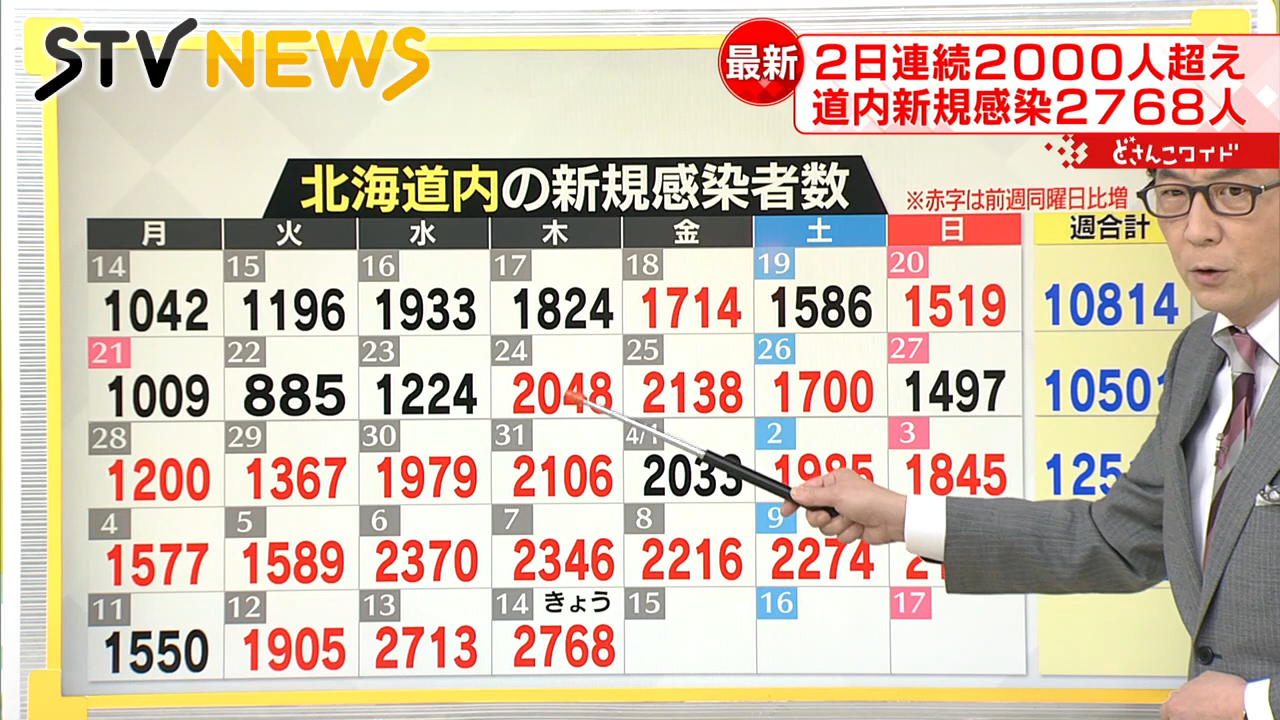 STV NEWS
最新
2日連続2000人超え
道内新規感染2768人
どさんこワイド
北海道内の新規感染者数
※赤字は前週同曜日比増
月 火 水 木 金 土 日 週合計
14 15 16 17 18 19 20
1042 1196 1933 1824 1714 1586 1519 10814
21 22 23 24 25 26 27
1009 885 1224 2048 2138 1700 1497 10501
28 29 30 31 4/1 2 3
1200 1367 1979 2106 2033 1985 1845
4 5 6 7 8 9
1577 1589 2370 2346 2216 2274
11 12 13 14 きょう 15 16 17
1550 1905 2713 2768